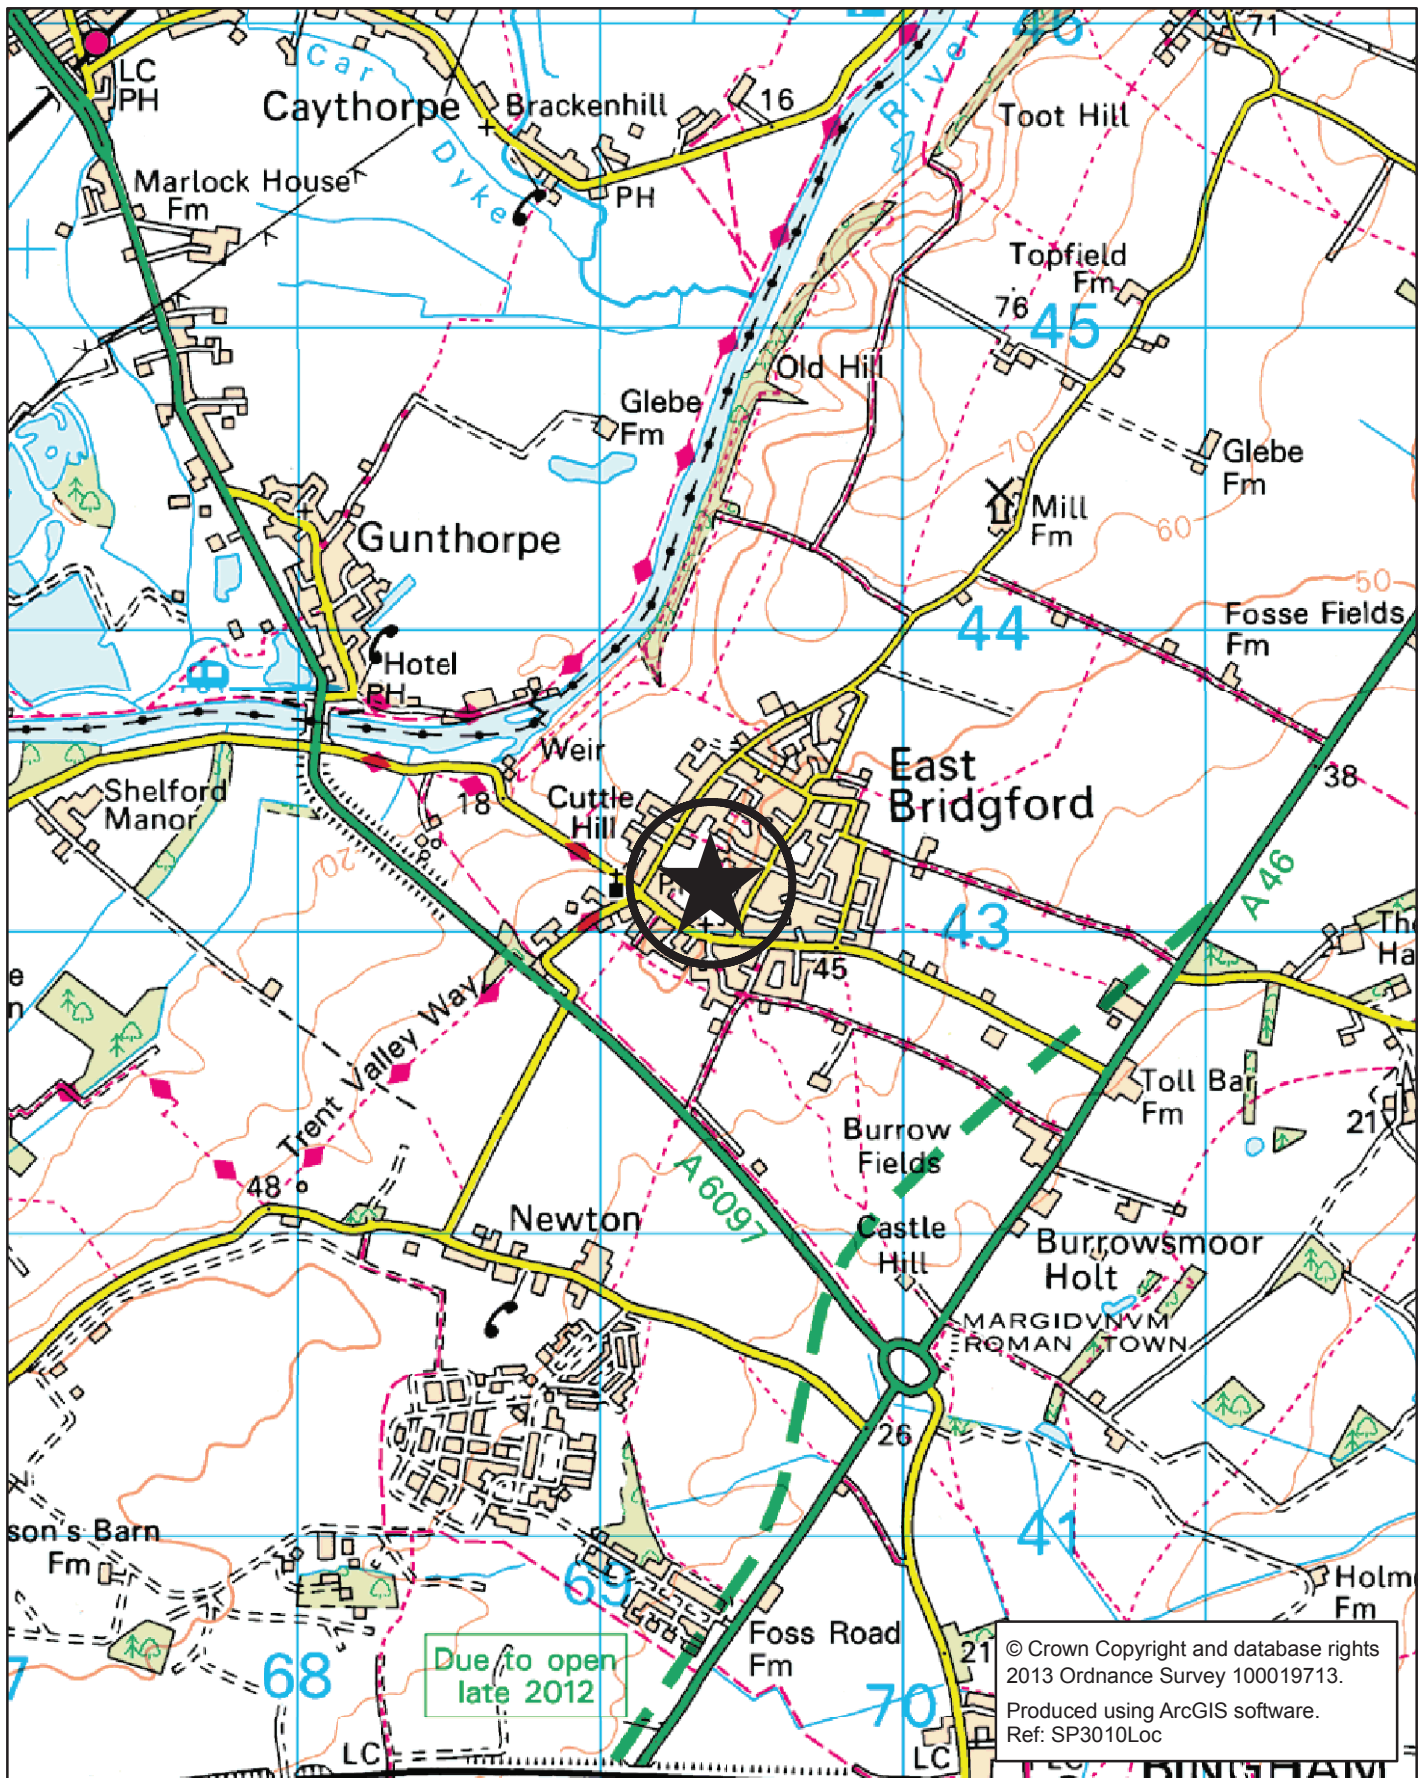 71
46
River
LC
PH
Car
Dyke
Caythorpe
Brackenhill
16
Toot Hill
Marlock House
Fm
PH
Topfield
Fm
76
45
Old Hill
Glebe
Fm
70
Glebe
Fm
Mill
Fm
60
Gunthorpe
50
Fosse Fields
Fm
44
Hotel
PH
Weir
East
Bridgford
38
Shelford
Manor
18
Cuttle
Hill
20
A 46
43
45
Trent Valley Way
Toll Bar
Fm
21
Burrow
Fields
A 6097
48
Newton
Castle
Hill
Burrowsmoor
Holt
MARGIDVNVM
ROMAN TOWN
26
41
son's Barn
Fm
69
Holm
Fm
Foss Road
Fm
Due to open
late 2012
21
68
70
7
LC
LC
© Crown Copyright and database rights
2013 Ordnance Survey 100019713.
Produced using ArcGIS software.
Ref: SP3010Loc
BINGHAM